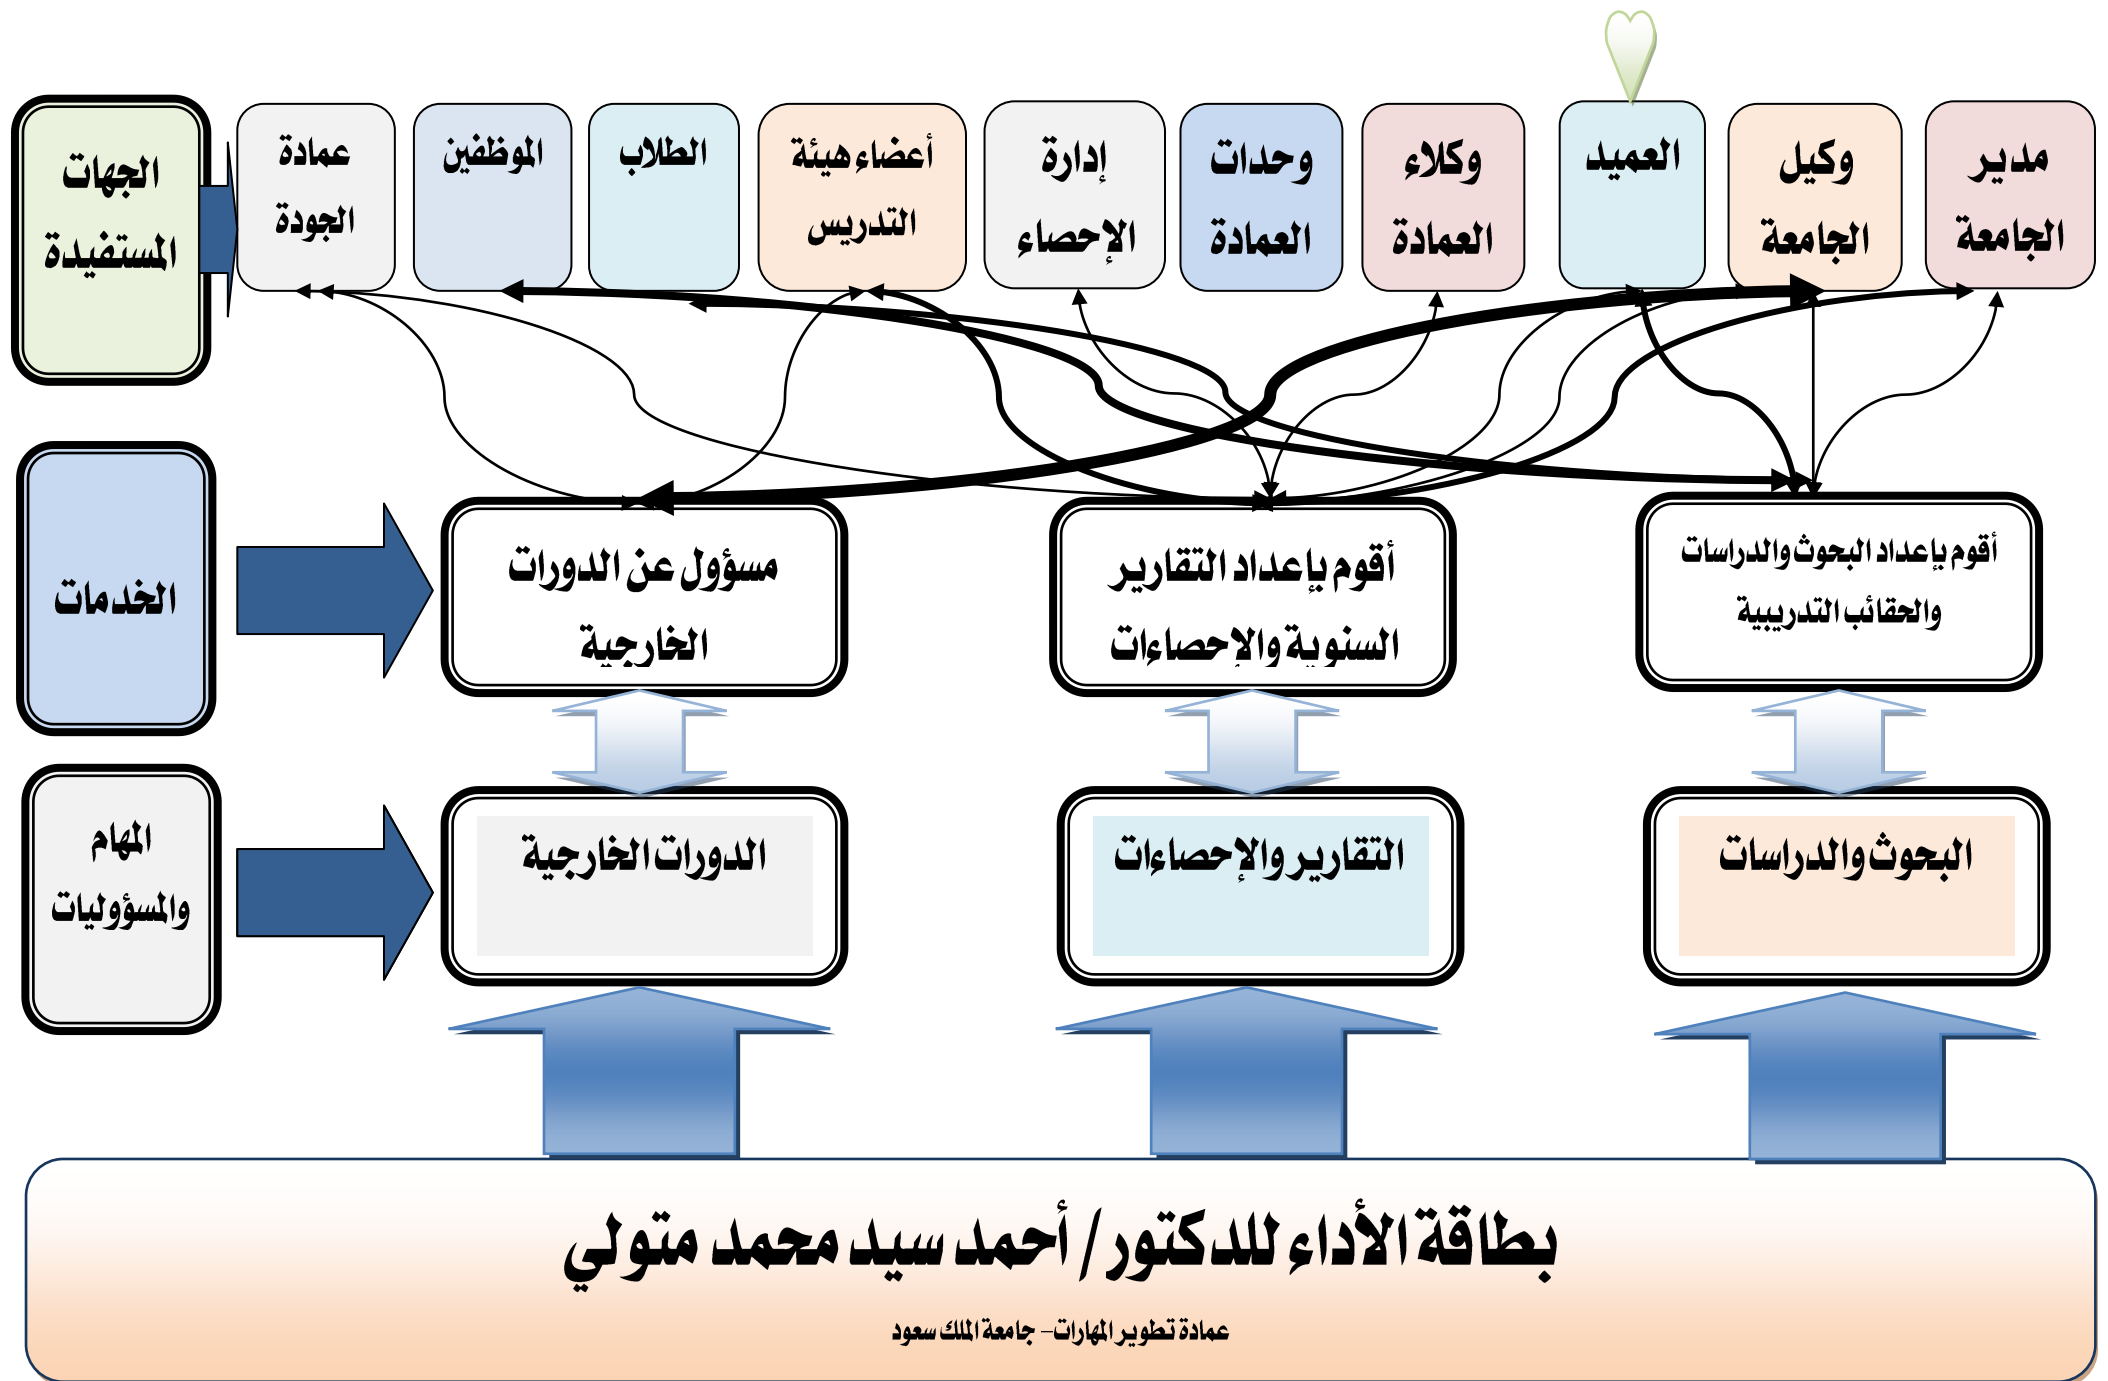 مدير
الجامعة
وكيل
الجامعة
العميد
وكلاء
العمادة
وحدات
العمادة
إدارة
الإحصاء
أعضاء هيئة
التدريس
الطلاب
الموظفين
عمادة
الجودة
الجهات
المستفيدة
أقوم بإعداد البحوث والدراسات
والحقائب التدريبية
أقوم بإعداد التقارير
السنوية والإحصاءات
مسؤول عن الدورات
الخارجية
الخدمات
البحوث والدراسات
التقارير والإحصاءات
الدورات الخارجية
المهام
والمسؤوليات
بطاقة الأداء للدكتور/ أحمد سيد محمد متولي
عمادة تطوير المهارات– جامعة الملك سعود